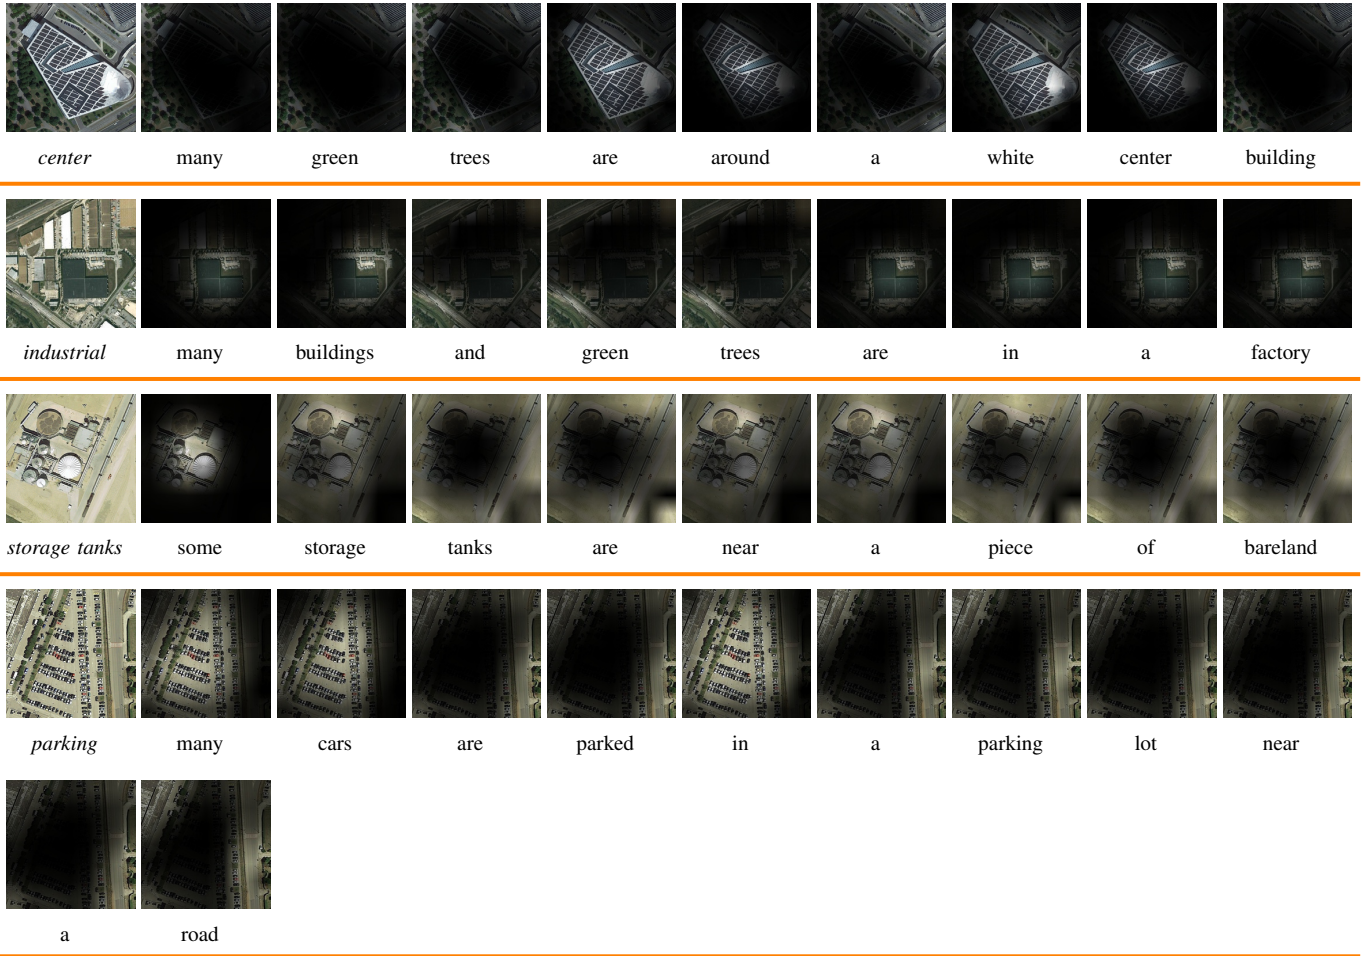 center many green trees are around a white center building
industrial many buildings and green trees are in a factory
storage tanks some storage tanks are near a piece of bareland
parking many cars are parked in a parking lot near
a road